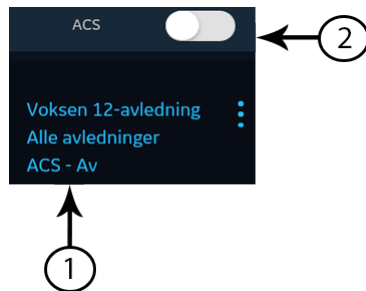 ACS
2
Voksen 12-avledning
Alle avledninger
ACS - Av
1